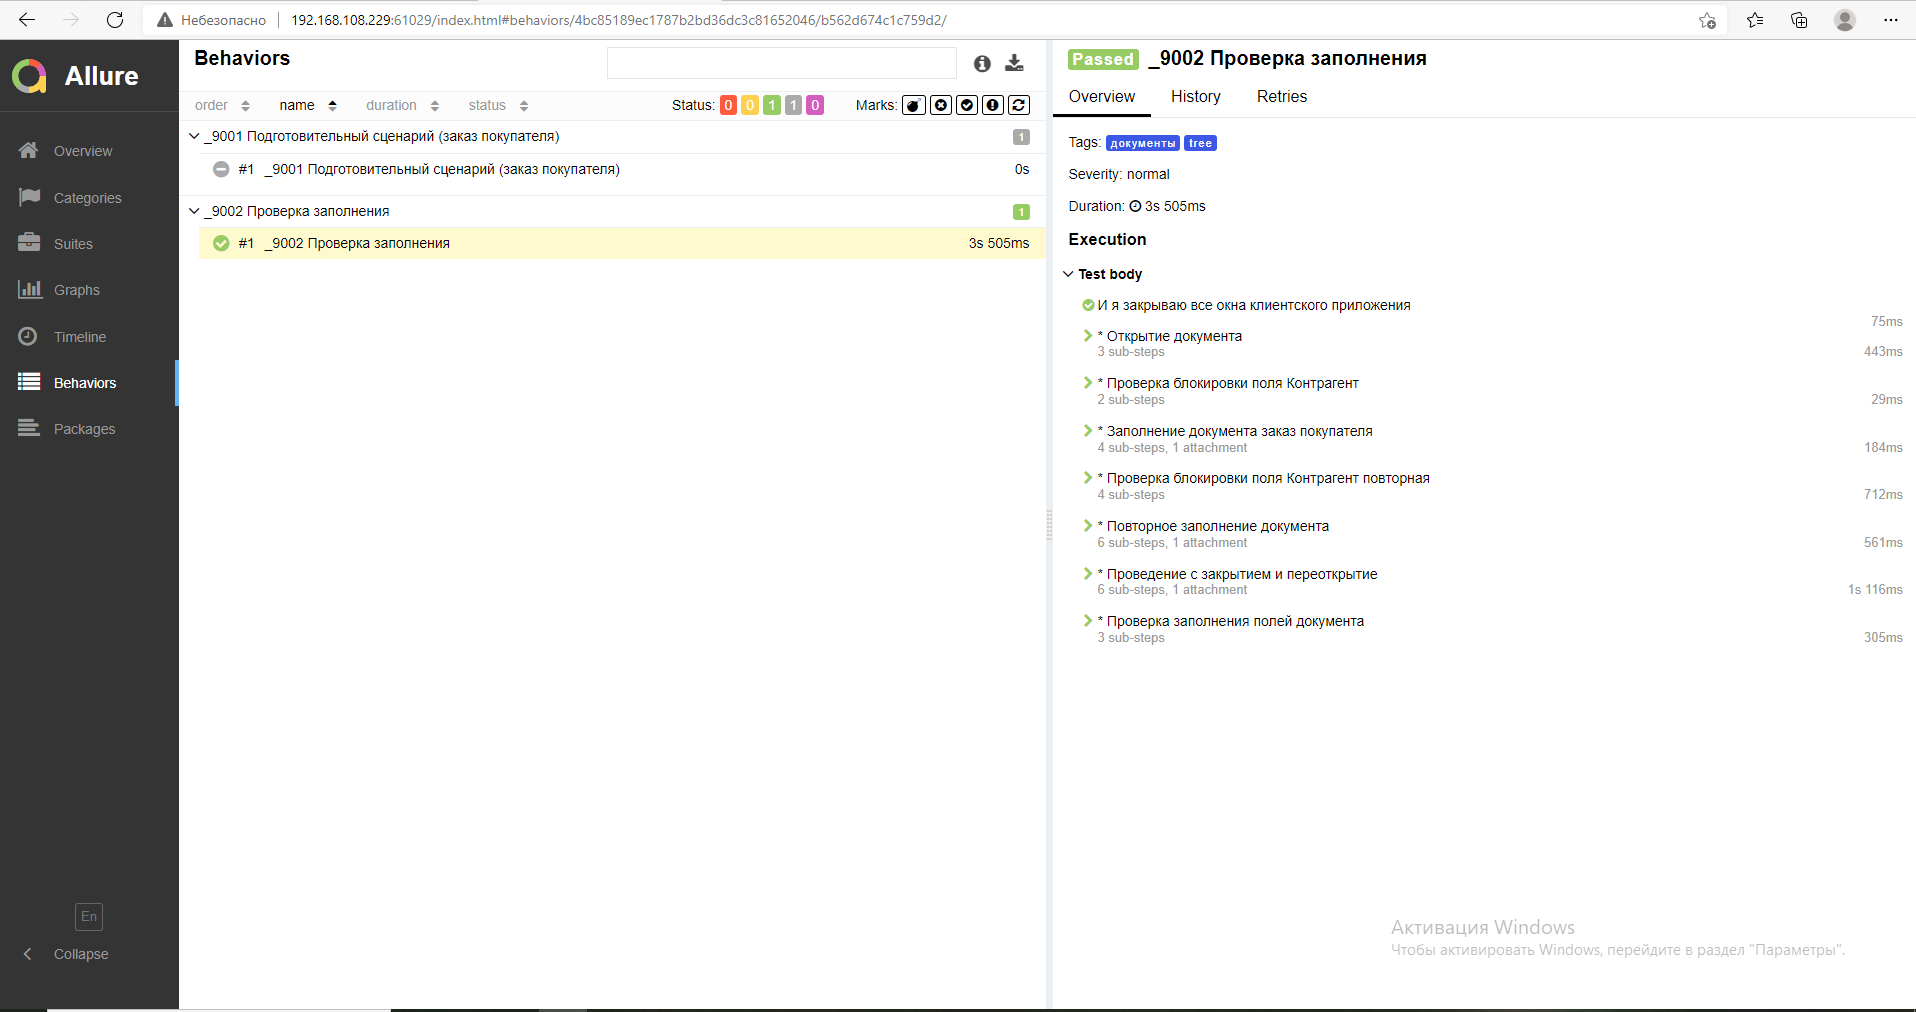 Небезопасно
192.168.108.229:61029/index.html#behaviors/4bc85189ec1787b2bd36dc3c81652046/b562d674c1c759d2/
Allure
Overview
Categories
Suites
Graphs
Timeline
Behaviors
Packages
En
Collapse
Behaviors
order name duration status Status: 0 0 1 1 0 Marks:
_9001 Подготовительный сценарий (заказ покупателя) 1
#1 _9001 Подготовительный сценарий (заказ покупателя) 0s
_9002 Проверка заполнения 1
#1 _9002 Проверка заполнения 3s 505ms
Passed _9002 Проверка заполнения
Overview History Retries
Tags: документы tree
Severity: normal
Duration: 3s 505ms
Execution
Test body
И я закрываю все окна клиентского приложения
75ms
* Открытие документа
3 sub-steps 443ms
* Проверка блокировки поля Контрагент
2 sub-steps 29ms
* Заполнение документа заказ покупателя
4 sub-steps, 1 attachment 184ms
* Проверка блокировки поля Контрагент повторная
4 sub-steps 712ms
* Повторное заполнение документа
6 sub-steps, 1 attachment 561ms
* Проведение с закрытием и переоткрытие
6 sub-steps, 1 attachment 1s 116ms
* Проверка заполнения полей документа
3 sub-steps 305ms
Активация Windows
Чтобы активировать Windows, перейдите в раздел "Параметры".